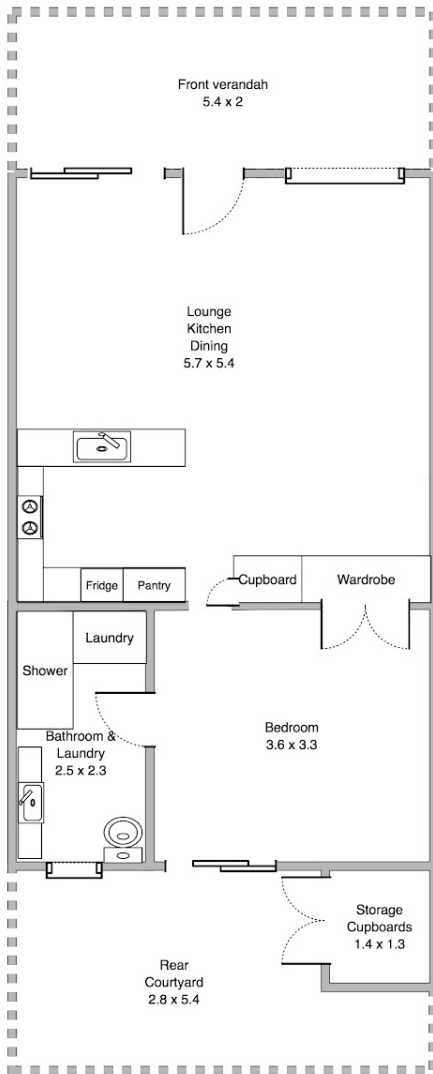 Front verandah
5.4 x 2
Lounge
Kitchen
Dining
5.7 x 5.4
Fridge
Pantry
Cupboard
Wardrobe
Laundry
Shower
Bathroom &
Laundry
2.5 x 2.3
Bedroom
3.6 x 3.3
Storage
Cupboards
1.4 x 1.3
Rear
Courtyard
2.8 x 5.4